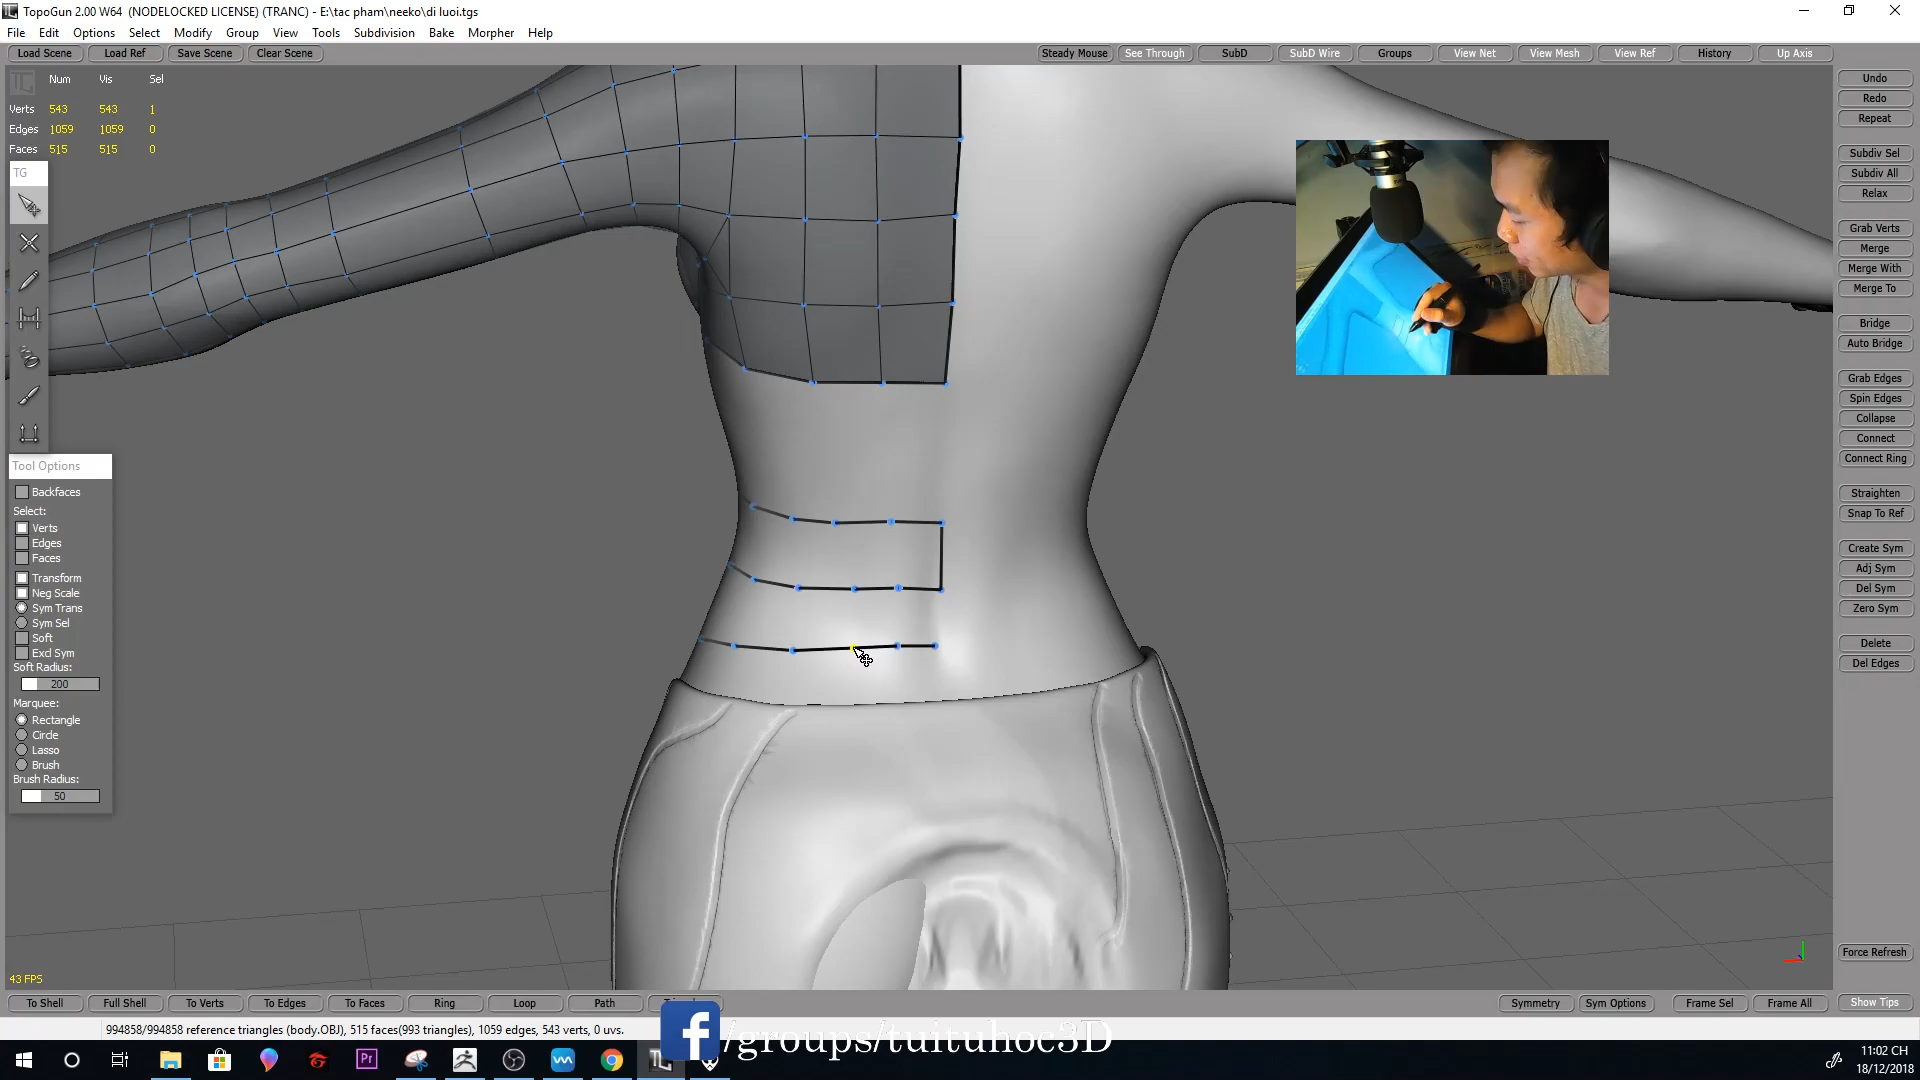 TopoGun 2.00 W64 (NODELOCKED LICENSE) (TRANC) - E:\tac pham\neeko\di luoi.tgs
File Edit Options Select Modify Group View Tools Subdivision Bake Morpher Help
Load Scene Load Ref Save Scene Clear Scene Steady Mouse See Through SubD SubD Wire Groups View Net View Mesh View Ref History Up Axis
Num Vis Sel
Verts 543 543 1
Edges 1059 1059 0
Faces 515 515 0
TG
Tool Options
Backfaces
Select:
Verts
Edges
Faces
Transform
Neg Scale
Sym Trans
Sym Sel
Soft
Excl Sym
Soft Radius:
200
Marquee:
Rectangle
Circle
Lasso
Brush
Brush Radius:
50
43 FPS
Undo
Redo
Repeat
Subdiv Sel
Subdiv All
Relax
Grab Verts
Merge
Merge With
Merge To
Bridge
Auto Bridge
Grab Edges
Spin Edges
Collapse
Connect
Connect Ring
Straighten
Snap To Ref
Create Sym
Adj Sym
Del Sym
Zero Sym
Delete
Del Edges
Force Refresh
To Shell Full Shell To Verts To Edges To Faces Ring Loop Path Symmetry Sym Options Frame Sel Frame All Show Tips
994858/994858 reference triangles (body.OBJ), 515 faces(993 triangles), 1059 edges, 543 verts, 0 uvs.
f /groups/tuituhoc3D
Pr
11:02 CH
18/12/2018